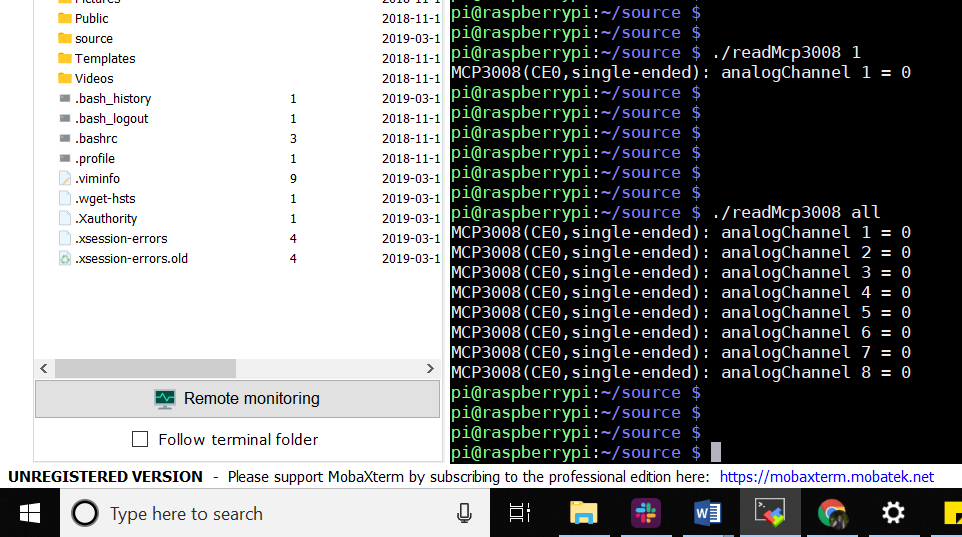 Pictures 2018-11-1
Public 2018-11-1
source 2019-03-1
Templates 2018-11-1
Videos 2018-11-1
.bash_history 1 2019-03-1
.bash_logout 1 2018-11-1
.bashrc 3 2018-11-1
.profile 1 2018-11-1
.viminfo 9 2019-03-1
.wget-hsts 1 2019-03-1
.Xauthority 1 2019-03-1
.xsession-errors 4 2019-03-1
.xsession-errors.old 4 2019-03-1
Remote monitoring
Follow terminal folder
pi@raspberrypi:~/source $
pi@raspberrypi:~/source $
pi@raspberrypi:~/source $ ./readMcp3008 1
MCP3008(CE0,single-ended): analogChannel 1 = 0
pi@raspberrypi:~/source $
pi@raspberrypi:~/source $
pi@raspberrypi:~/source $
pi@raspberrypi:~/source $
pi@raspberrypi:~/source $
pi@raspberrypi:~/source $
pi@raspberrypi:~/source $ ./readMcp3008 all
MCP3008(CE0,single-ended): analogChannel 1 = 0
MCP3008(CE0,single-ended): analogChannel 2 = 0
MCP3008(CE0,single-ended): analogChannel 3 = 0
MCP3008(CE0,single-ended): analogChannel 4 = 0
MCP3008(CE0,single-ended): analogChannel 5 = 0
MCP3008(CE0,single-ended): analogChannel 6 = 0
MCP3008(CE0,single-ended): analogChannel 7 = 0
MCP3008(CE0,single-ended): analogChannel 8 = 0
pi@raspberrypi:~/source $
pi@raspberrypi:~/source $
pi@raspberrypi:~/source $
pi@raspberrypi:~/source $
UNREGISTERED VERSION - Please support MobaXterm by subscribing to the professional edition here: https://mobaxterm.mobatek.net
Type here to search